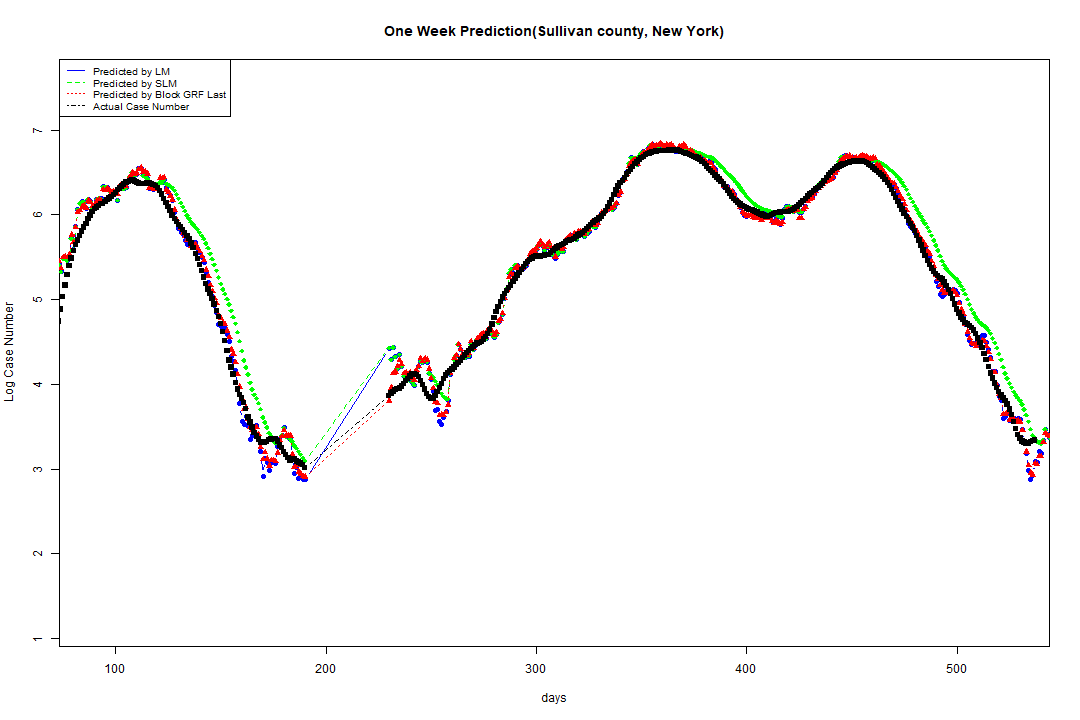 One Week Prediction(Sullivan county, New York)
Predicted by LM
Predicted by SLM
Predicted by Block GRF Last
Actual Case Number
7
6
5
4
3
2
1
Log Case Number
100 200 300 400 500
days